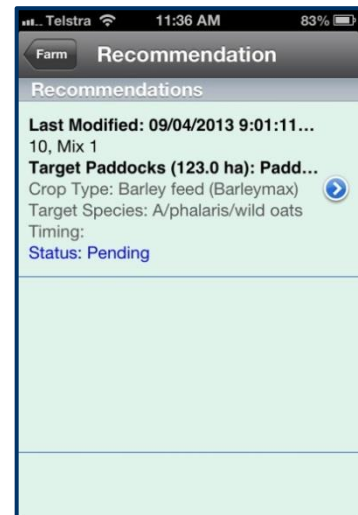 Telstra 11:36 AM 83%
Farm Recommendation
Recommendations
Last Modified: 09/04/2013 9:01:11...
10, Mix 1
Target Paddocks (123.0 ha): Padd...
Crop Type: Barley feed (Barleymax)
Target Species: A/phalaris/wild oats
Timing:
Status: Pending